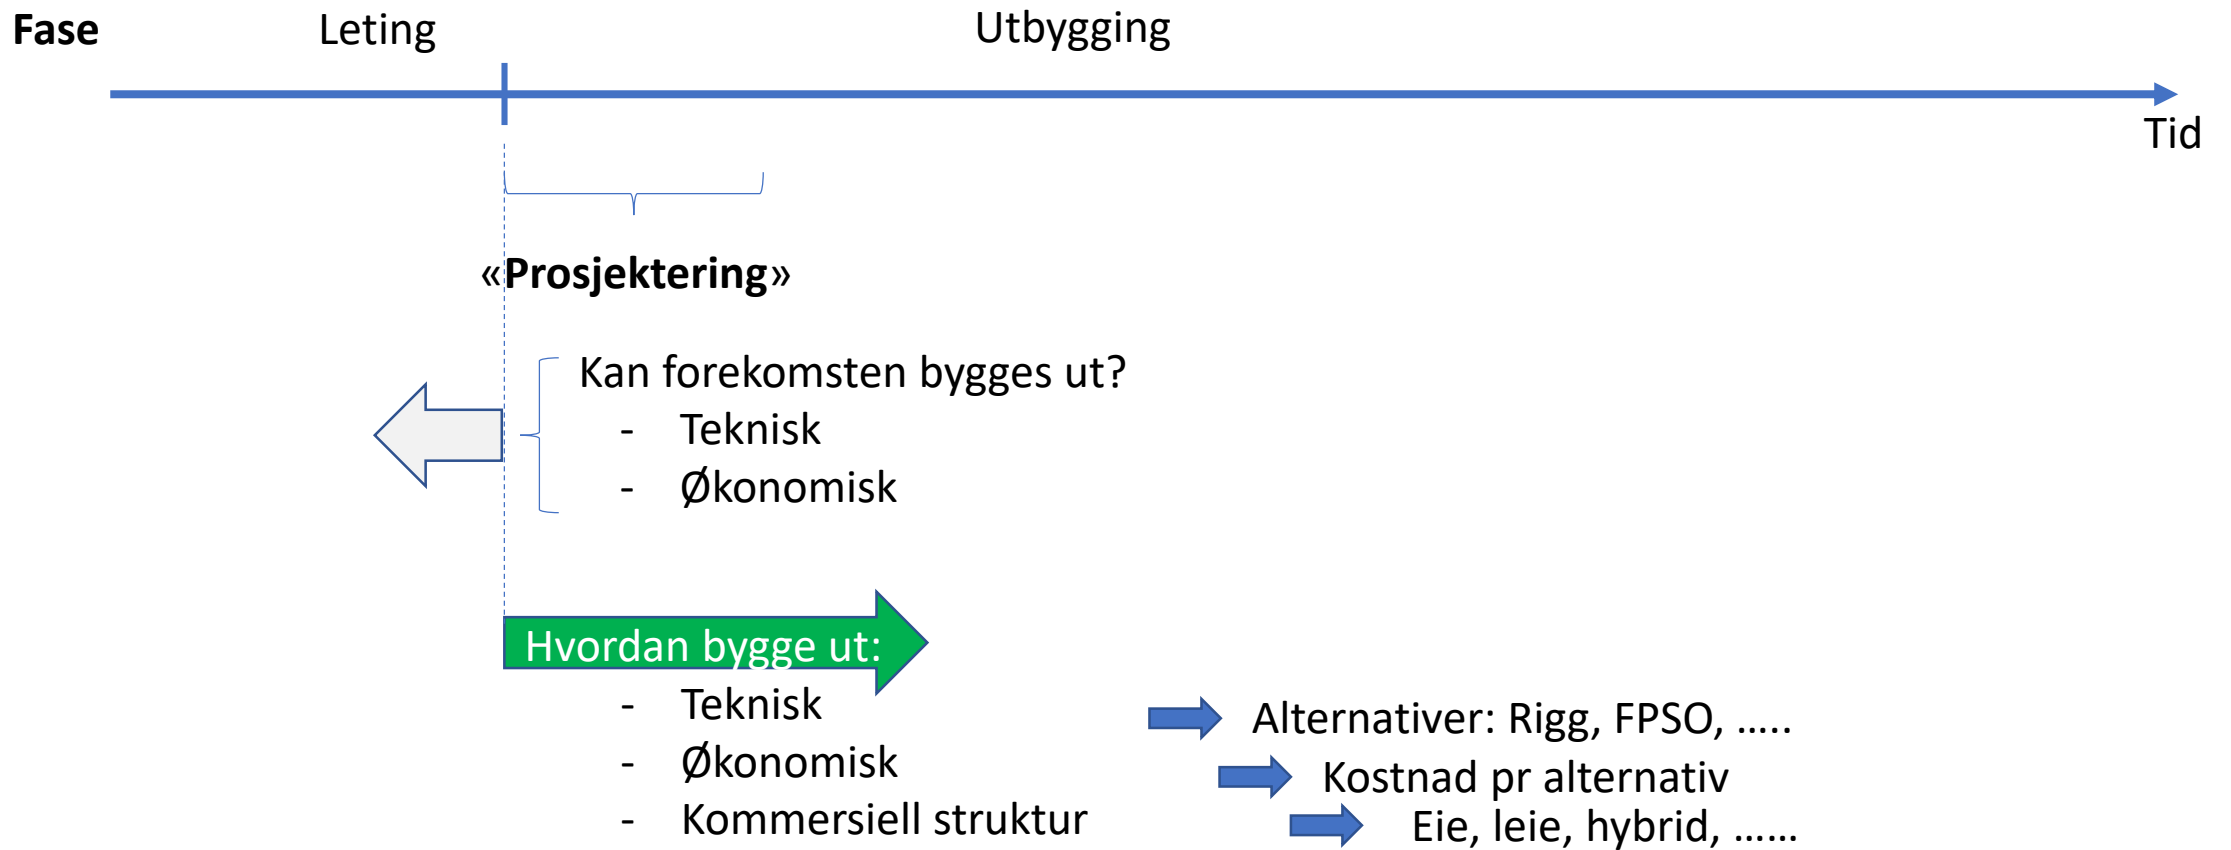 Fase Leting Utbygging
Tid
«Prosjektering»
Kan forekomsten bygges ut?
- Teknisk
- Økonomisk
Hvordan bygge ut:
- Teknisk
- Økonomisk
- Kommersiell struktur
Alternativer: Rigg, FPSO, …..
Kostnad pr alternativ
Eie, leie, hybrid, ……